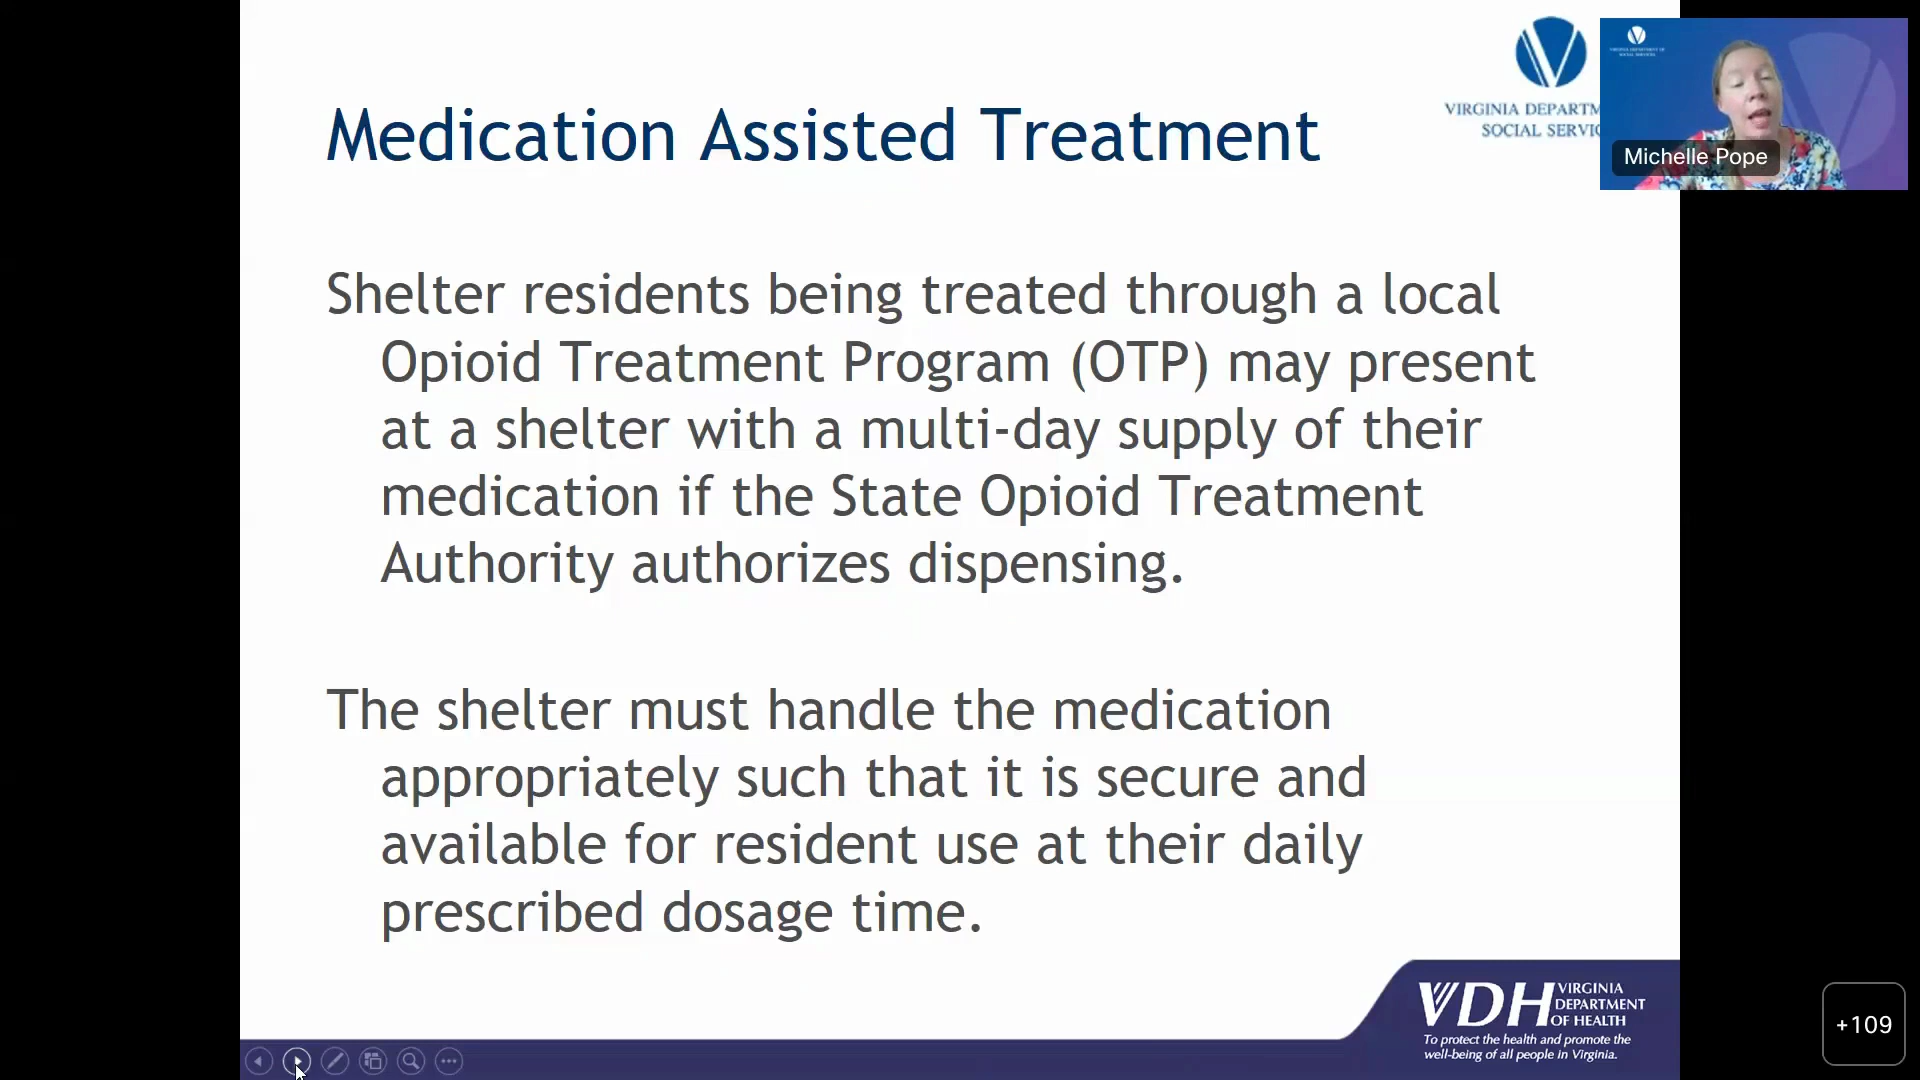 Medication Assisted Treatment
VIRGINIA DEPARTM
SOCIAL SERVIC
Michelle Pope
Shelter residents being treated through a local
Opioid Treatment Program (OTP) may present
at a shelter with a multi-day supply of their
medication if the State Opioid Treatment
Authority authorizes dispensing.
The shelter must handle the medication
appropriately such that it is secure and
available for resident use at their daily
prescribed dosage time.
VDH VIRGINIA
DEPARTMENT
OF HEALTH
To protect the health and promote the
well-being of all people in Virginia.
+109